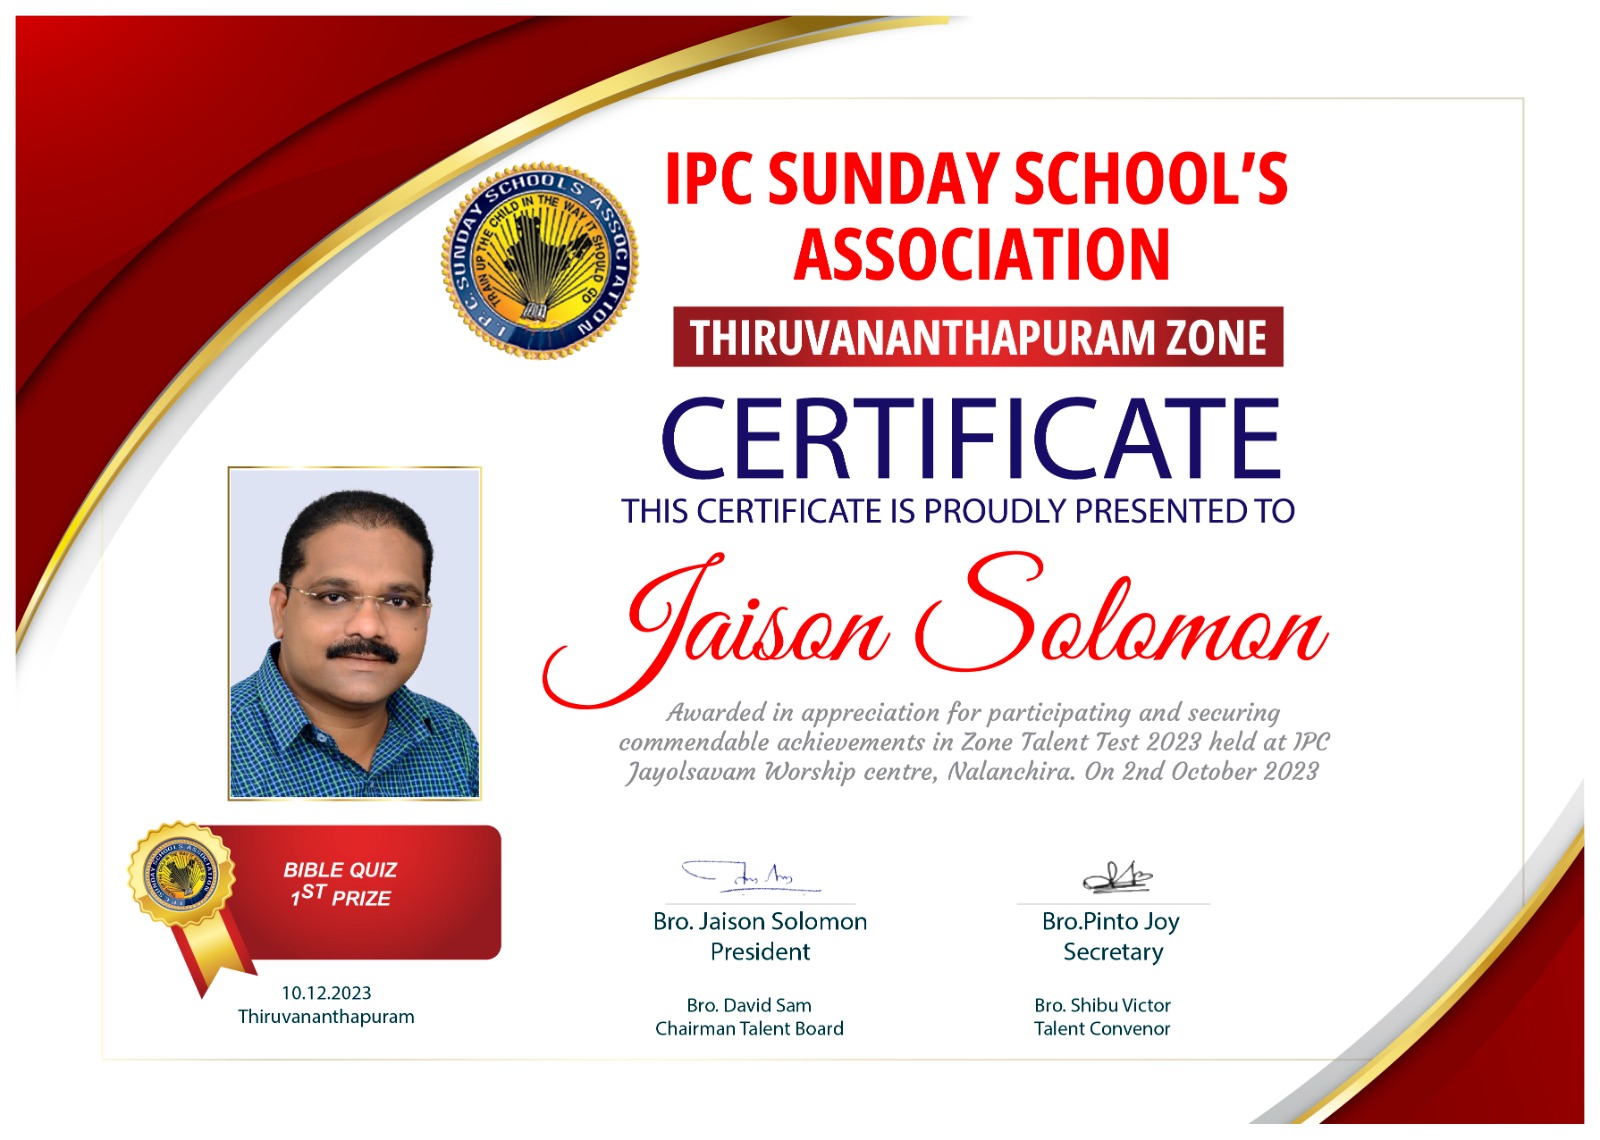 IPC SUNDAY SCHOOL'S
ASSOCIATION
I. P. C. SUNDAY SCHOOLS ASSOCIATION
TRAIN UP THE CHILD IN THE WAY IT SHOULD GO
THIRUVANANTHAPURAM ZONE
CERTIFICATE
THIS CERTIFICATE IS PROUDLY PRESENTED TO
Jaison Solomon
Awarded in appreciation for participating and securing
commendable achievements in Zone Talent Test 2023 held at IPC
Jayolsavam Worship centre, Nalanchira. On 2nd October 2023
BIBLE QUIZ
1ST PRIZE
10.12.2023
Thiruvananthapuram
Bro. Jaison Solomon
President
Bro.Pinto Joy
Secretary
Bro. David Sam
Chairman Talent Board
Bro. Shibu Victor
Talent Convenor